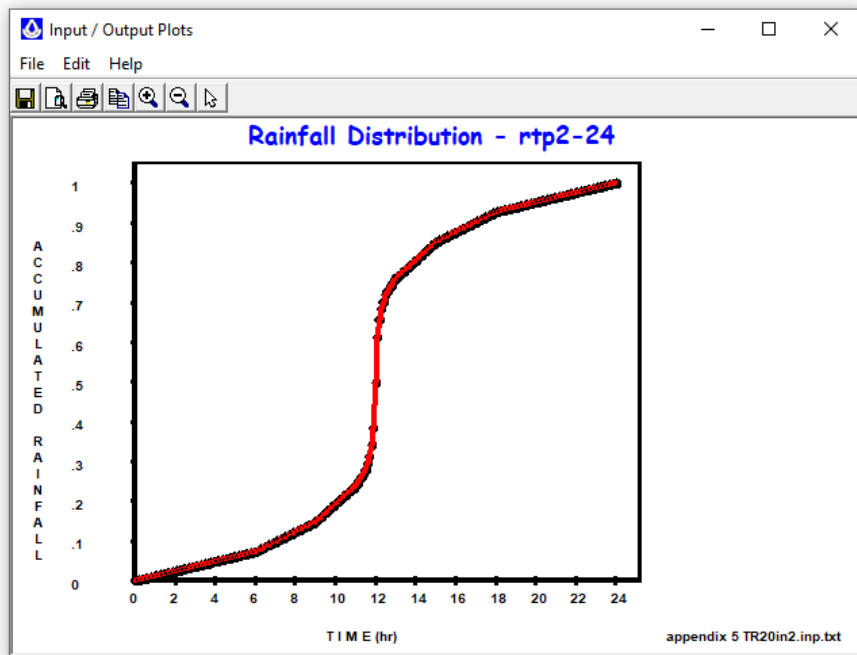 Input / Output Plots
File Edit Help
Rainfall Distribution - rtp2-24
ACCUMULATED RAINFALL
1
.9
.8
.7
.6
.5
.4
.3
.2
.1
0
0 2 4 6 8 10 12 14 16 18 20 22 24
TIME (hr)
appendix 5 TR20in2.inp.txt